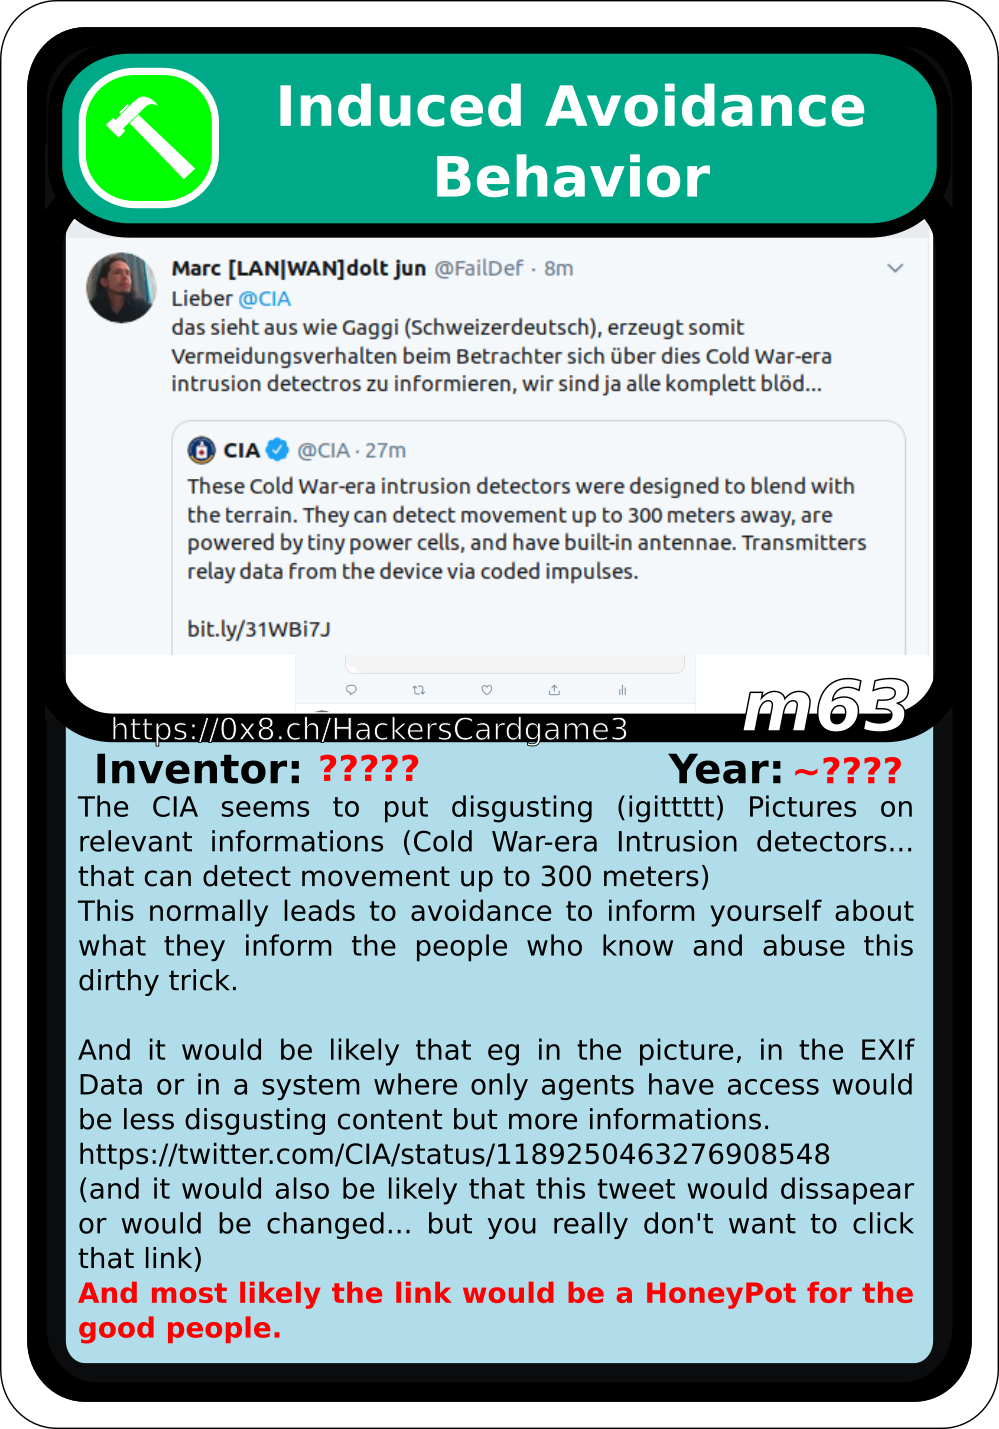 Induced Avoidance
Behavior
Marc [LAN|WAN]dolt jun @FailDef · 8m
Lieber @CIA
das sieht aus wie Gaggi (Schweizerdeutsch), erzeugt somit
Vermeidungsverhalten beim Betrachter sich über dies Cold War-era
intrusion detectros zu informieren, wir sind ja alle komplett blöd...
CIA @CIA · 27m
These Cold War-era intrusion detectors were designed to blend with
the terrain. They can detect movement up to 300 meters away, are
powered by tiny power cells, and have built-in antennae. Transmitters
relay data from the device via coded impulses.
bit.ly/31WBi7J
m63
https://0x8.ch/HackersCardgame3
Inventor: ????? Year: ~????
The CIA seems to put disgusting (igittttt) Pictures on
relevant informations (Cold War-era Intrusion detectors...
that can detect movement up to 300 meters)
This normally leads to avoidance to inform yourself about
what they inform the people who know and abuse this
dirthy trick.
And it would be likely that eg in the picture, in the EXIf
Data or in a system where only agents have access would
be less disgusting content but more informations.
https://twitter.com/CIA/status/1189250463276908548
(and it would also be likely that this tweet would dissapear
or would be changed... but you really don't want to click
that link)
And most likely the link would be a HoneyPot for the
good people.